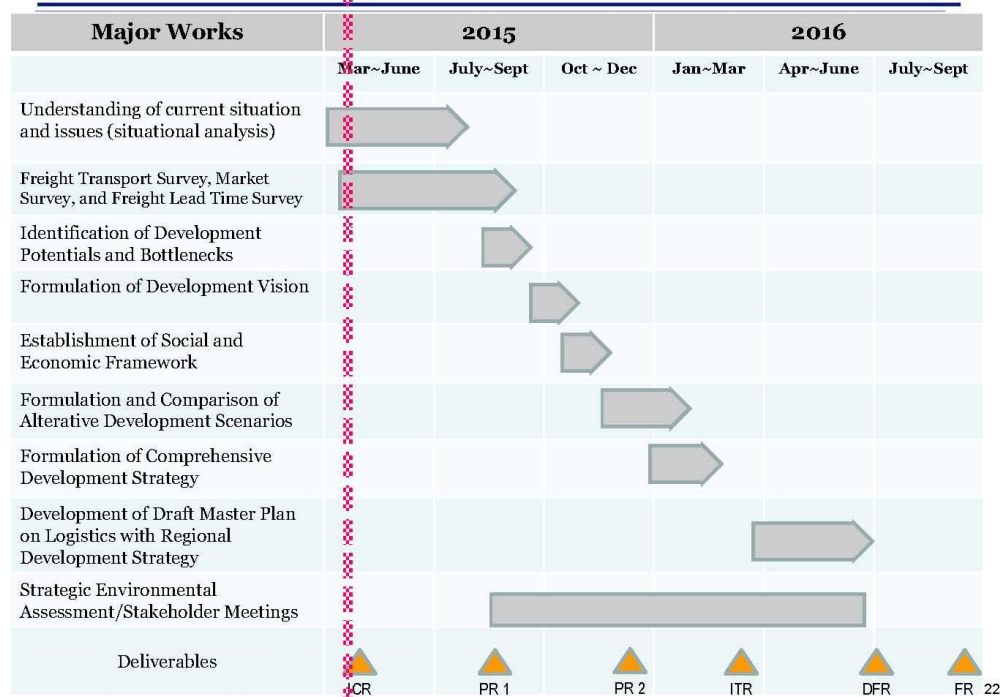 Major Works 2015 2016
Mar~June July~Sept Oct ~ Dec Jan~Mar Apr~June July~Sept
Understanding of current situation
and issues (situational analysis)
Freight Transport Survey, Market
Survey, and Freight Lead Time Survey
Identification of Development
Potentials and Bottlenecks
Formulation of Development Vision
Establishment of Social and
Economic Framework
Formulation and Comparison of
Alterative Development Scenarios
Formulation of Comprehensive
Development Strategy
Development of Draft Master Plan
on Logistics with Regional
Development Strategy
Strategic Environmental
Assessment/Stakeholder Meetings
Deliverables
ICR PR 1 PR 2 ITR DFR FR 22